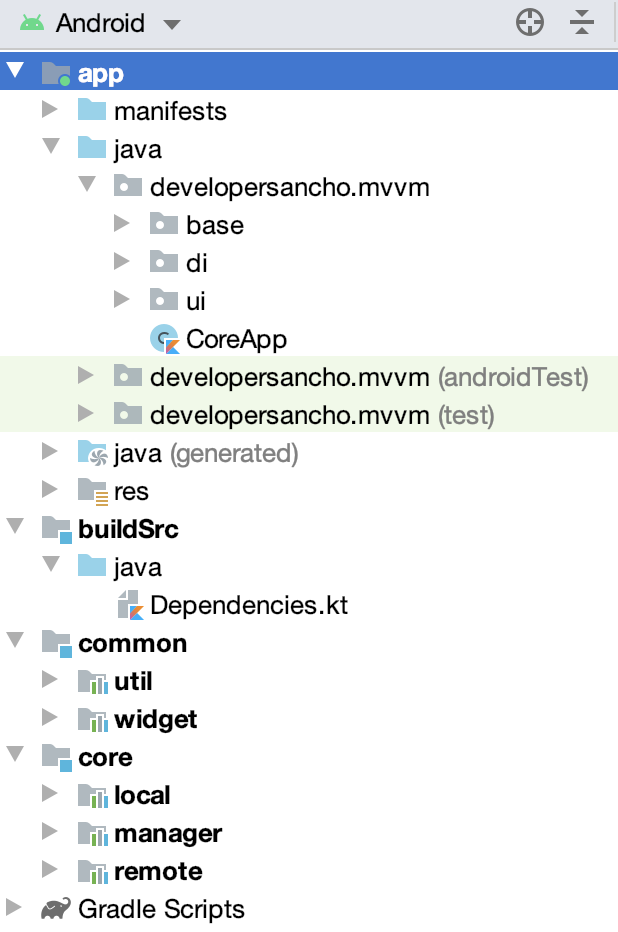 Android
app
manifests
java
developersancho.mvvm
base
di
ui
CoreApp
developersancho.mvvm (androidTest)
developersancho.mvvm (test)
java (generated)
res
buildSrc
java
Dependencies.kt
common
util
widget
core
local
manager
remote
Gradle Scripts